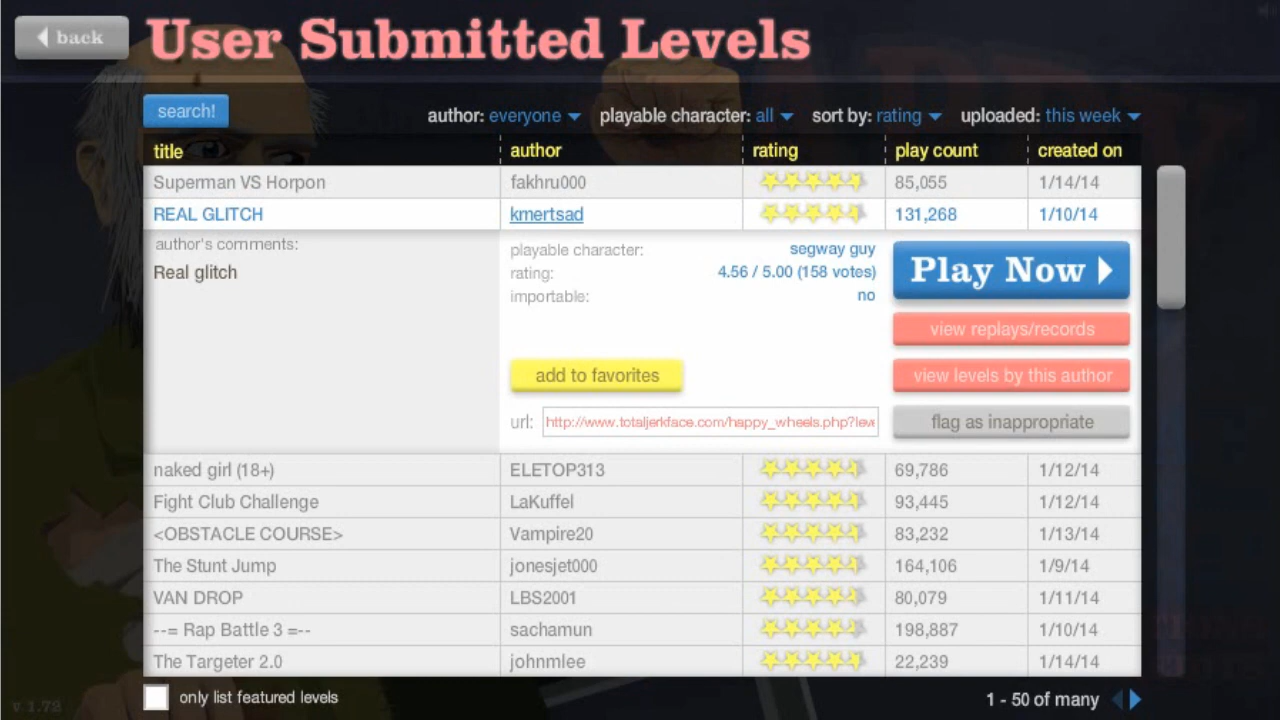 back
User Submitted Levels
search!
author: everyone playable character: all sort by: rating uploaded: this week
title author rating play count created on
Superman VS Horpon fakhru000 85,055 1/14/14
REAL GLITCH kmertsad 131,268 1/10/14
author's comments:
Real glitch
playable character: segway guy
rating: 4.56 / 5.00 (158 votes)
importable: no
Play Now
view replays/records
add to favorites
view levels by this author
url: http://www.totaljerkface.com/happy_wheels.php?lev
flag as inappropriate
naked girl (18+) ELETOP313 69,786 1/12/14
Fight Club Challenge LaKuffel 93,445 1/12/14
<OBSTACLE COURSE> Vampire20 83,232 1/13/14
The Stunt Jump jonesjet000 164,106 1/9/14
VAN DROP LBS2001 80,079 1/11/14
--= Rap Battle 3 =-- sachamun 198,887 1/10/14
The Targeter 2.0 johnmlee 22,239 1/14/14
only list featured levels
1 - 50 of many
v 1.72